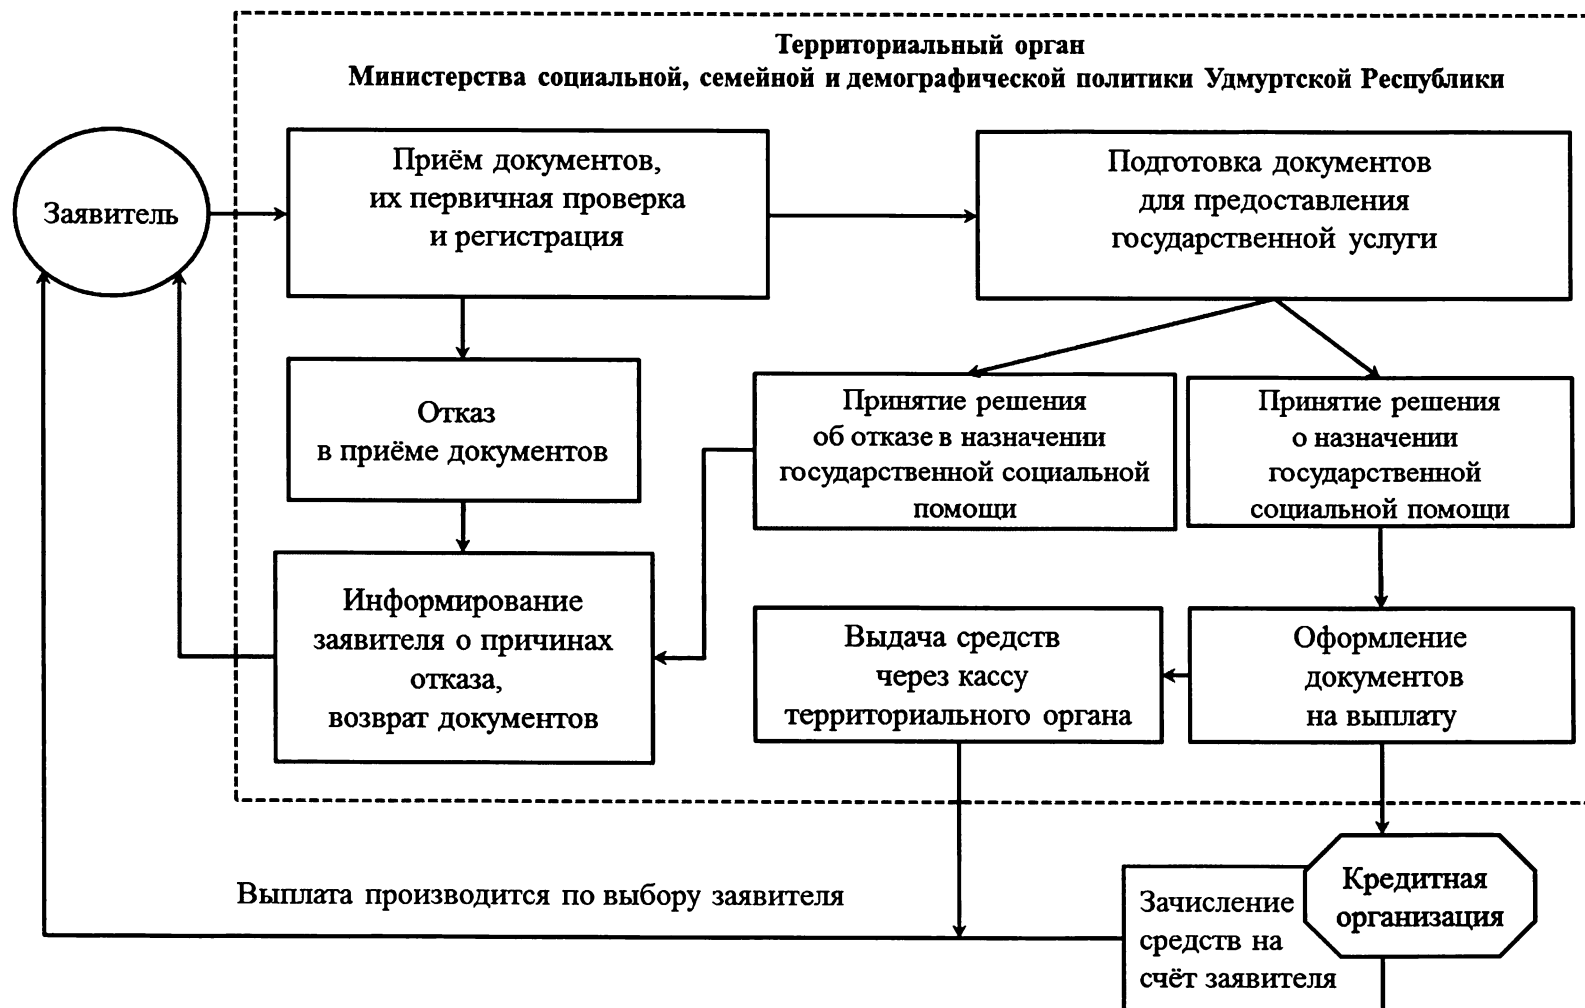 Территориальный орган
Министерства социальной, семейной и демографической политики Удмуртской Республики
Заявитель
Приём документов,
их первичная проверка
и регистрация
Подготовка документов
для предоставления
государственной услуги
Отказ
в приёме документов
Принятие решения
об отказе в назначении
государственной социальной
помощи
Принятие решения
о назначении
государственной
социальной помощи
Информирование
заявителя о причинах
отказа,
возврат документов
Выдача средств
через кассу
территориального органа
Оформление
документов
на выплату
Выплата производится по выбору заявителя
Зачисление
средств на
счёт заявителя
Кредитная
организация